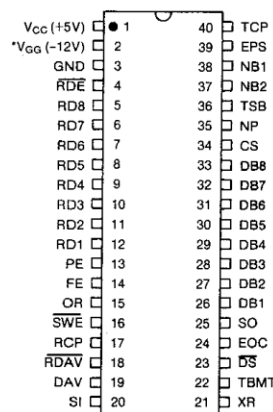 Vcc (+5V) 1 40 TCP
*VGG (-12V) 2 39 EPS
GND 3 38 NB1
RDE 4 37 NB2
RD8 5 36 TSB
RD7 6 35 NP
RD6 7 34 CS
RD5 8 33 DB8
RD4 9 32 DB7
RD3 10 31 DB6
RD2 11 30 DB5
RD1 12 29 DB4
PE 13 28 DB3
FE 14 27 DB2
OR 15 26 DB1
SWE 16 25 SO
RCP 17 24 EOC
RDAV 18 23 DS
DAV 19 22 TBMT
SI 20 21 XR